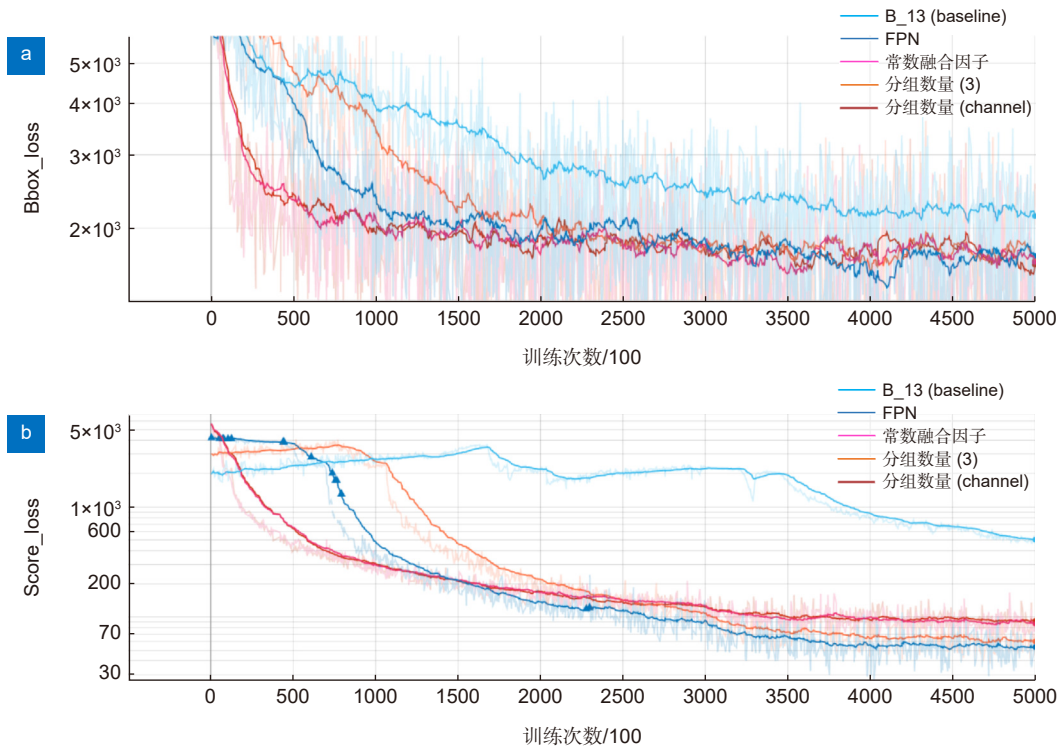 B_13 (baseline)
FPN
常数融合因子
分组数量 (3)
分组数量 (channel)
a
5×10³
4×10³
3×10³
2×10³
Bbox_loss
0 500 1000 1500 2000 2500 3000 3500 4000 4500 5000
训练次数/100
B_13 (baseline)
FPN
常数融合因子
分组数量 (3)
分组数量 (channel)
b
5×10³
1×10³
600
200
70
30
Score_loss
0 500 1000 1500 2000 2500 3000 3500 4000 4500 5000
训练次数/100